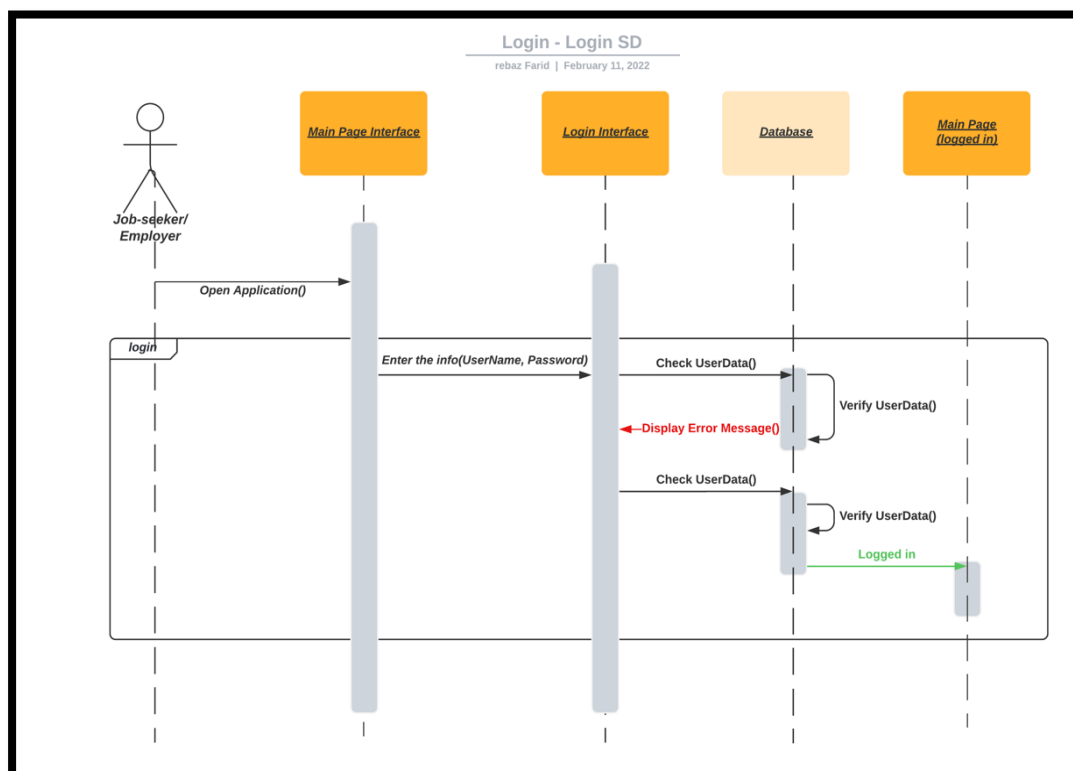 Login - Login SD
rebaz Farid | February 11, 2022
Main Page Interface
Login Interface
Database
Main Page
(logged in)
Job-seeker/
Employer
Open Application()
login
Enter the info(UserName, Password)
Check UserData()
Verify UserData()
Display Error Message()
Check UserData()
Verify UserData()
Logged in